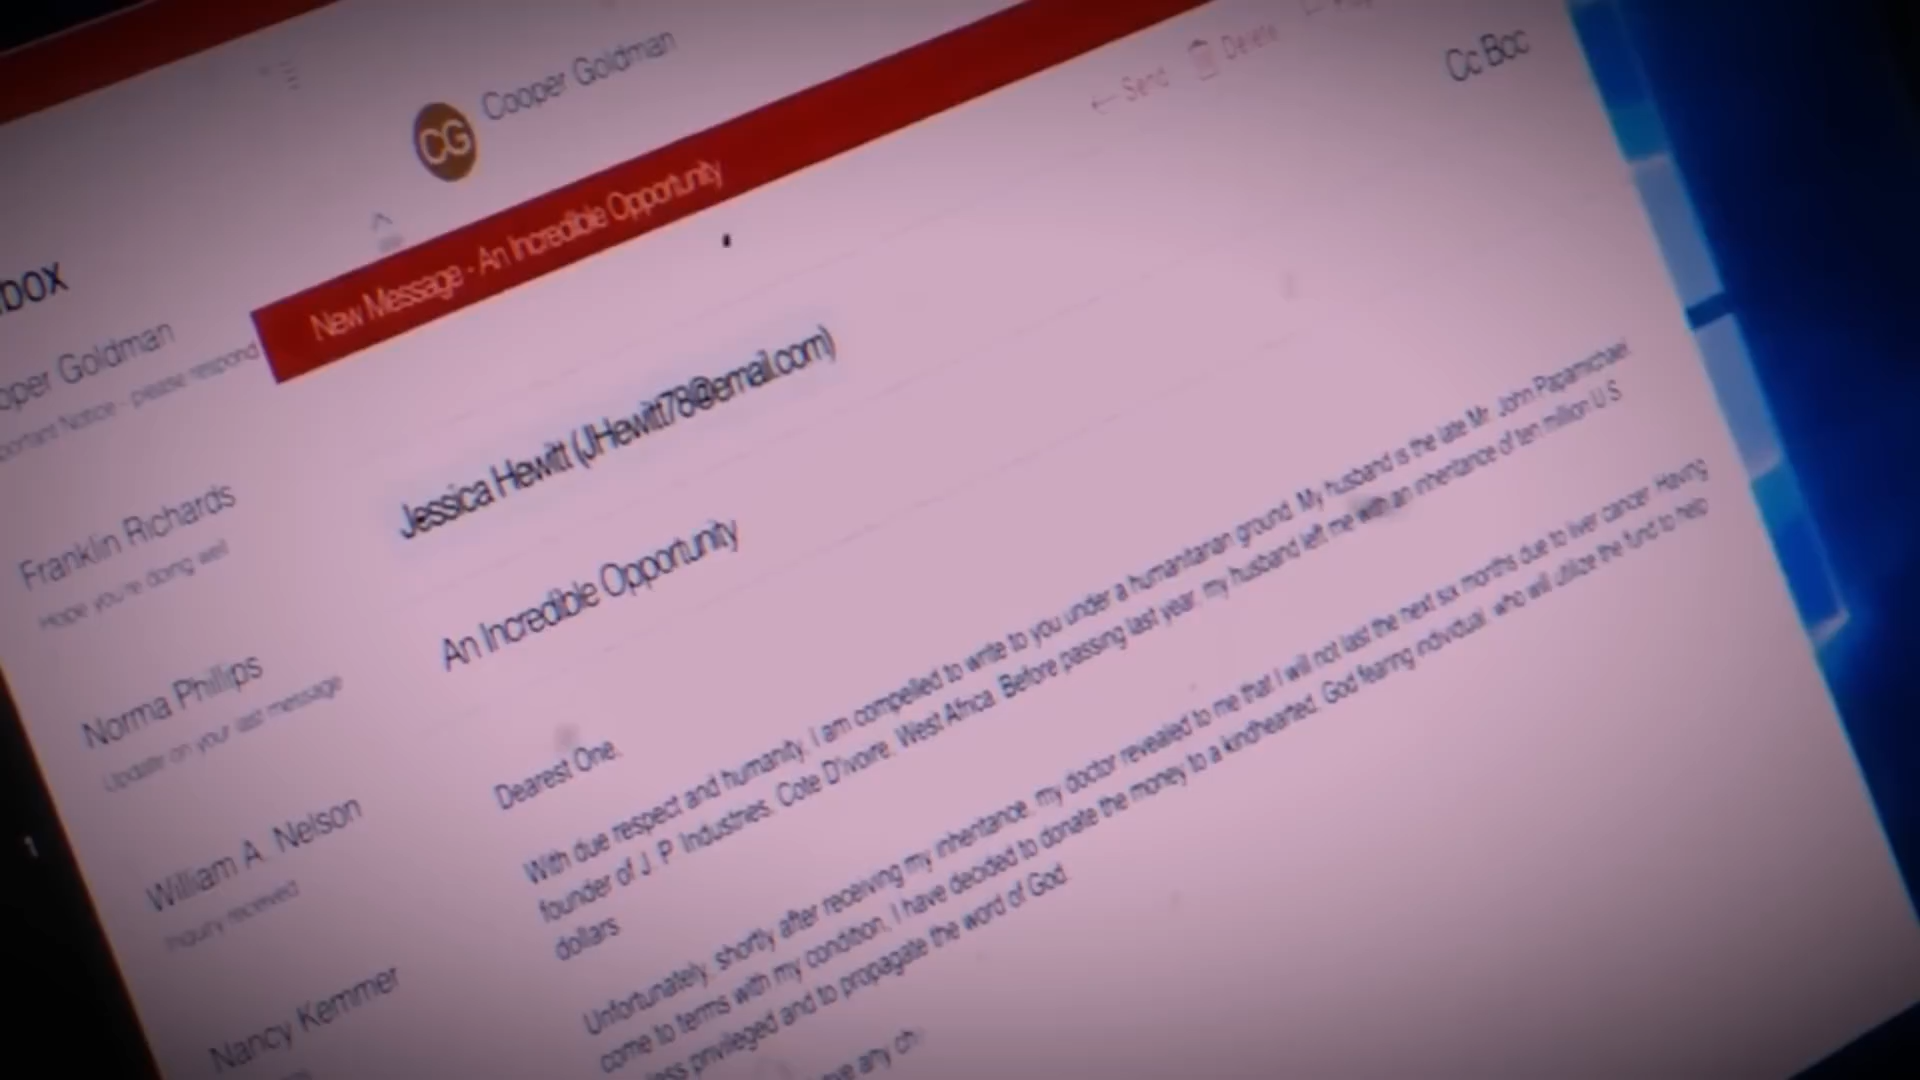 Cooper Goldman
CG
Send
Delete
Cc Bcc
New Message - An Incredible Opportunity
Jessica Hewitt (JHewitt78@email.com)
An Incredible Opportunity
Goldman
Notice - please respond
Franklin Richards
Hope you're doing well
Norma Phillips
Update on your last message
William A. Nelson
Inquiry received
Nancy Kemmer
Dearest One,
With due respect and humanity, I am compelled to write to you under a humanitarian ground. My husband is the late Mr. John Papamichael
founder of J. P. Industries, Cote D'ivoire, West Africa. Before passing last year, my husband left me with an inheritance of ten million U.S.
dollars.
Unfortunately, shortly after receiving my inheritance, my doctor revealed to me that I will not last the next six months due to liver cancer. Having
come to terms with my condition, I have decided to donate the money to a kindhearted, God fearing individual, who will utilize the fund to help
privileged and to propagate the word of God.
any